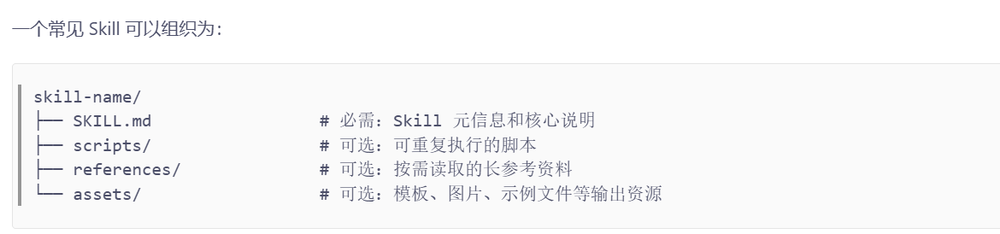 一个常见 Skill 可以组织为：
skill-name/
├── SKILL.md                # 必需：Skill 元信息和核心说明
├── scripts/                # 可选：可重复执行的脚本
├── references/             # 可选：按需读取的长参考资料
└── assets/                 # 可选：模板、图片、示例文件等输出资源